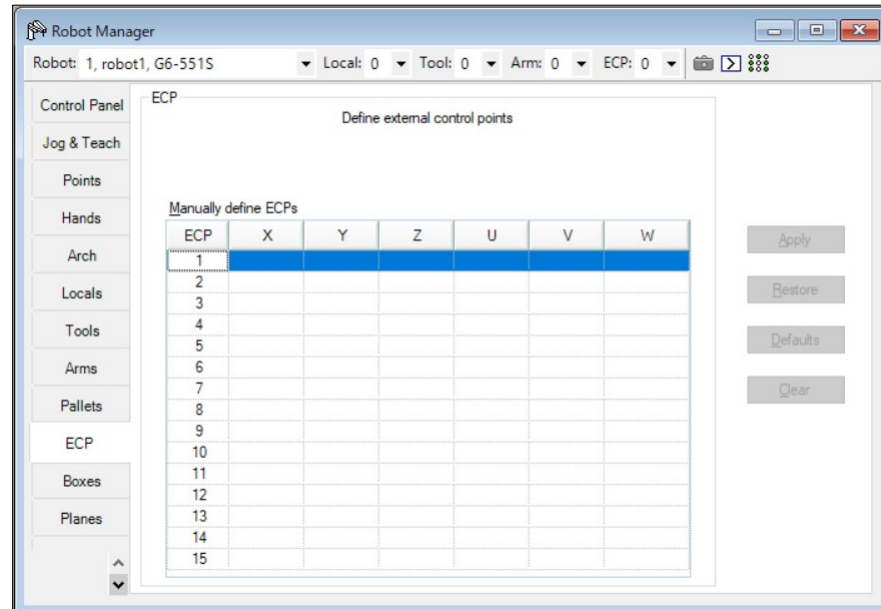 Robot Manager
Robot: 1, robot1, G6-551S Local: 0 Tool: 0 Arm: 0 ECP: 0
Control Panel
Jog & Teach
Points
Hands
Arch
Locals
Tools
Arms
Pallets
ECP
Boxes
Planes
ECP
Define external control points
Manually define ECPs
ECP X Y Z U V W
1
2
3
4
5
6
7
8
9
10
11
12
13
14
15
Apply
Restore
Defaults
Clear